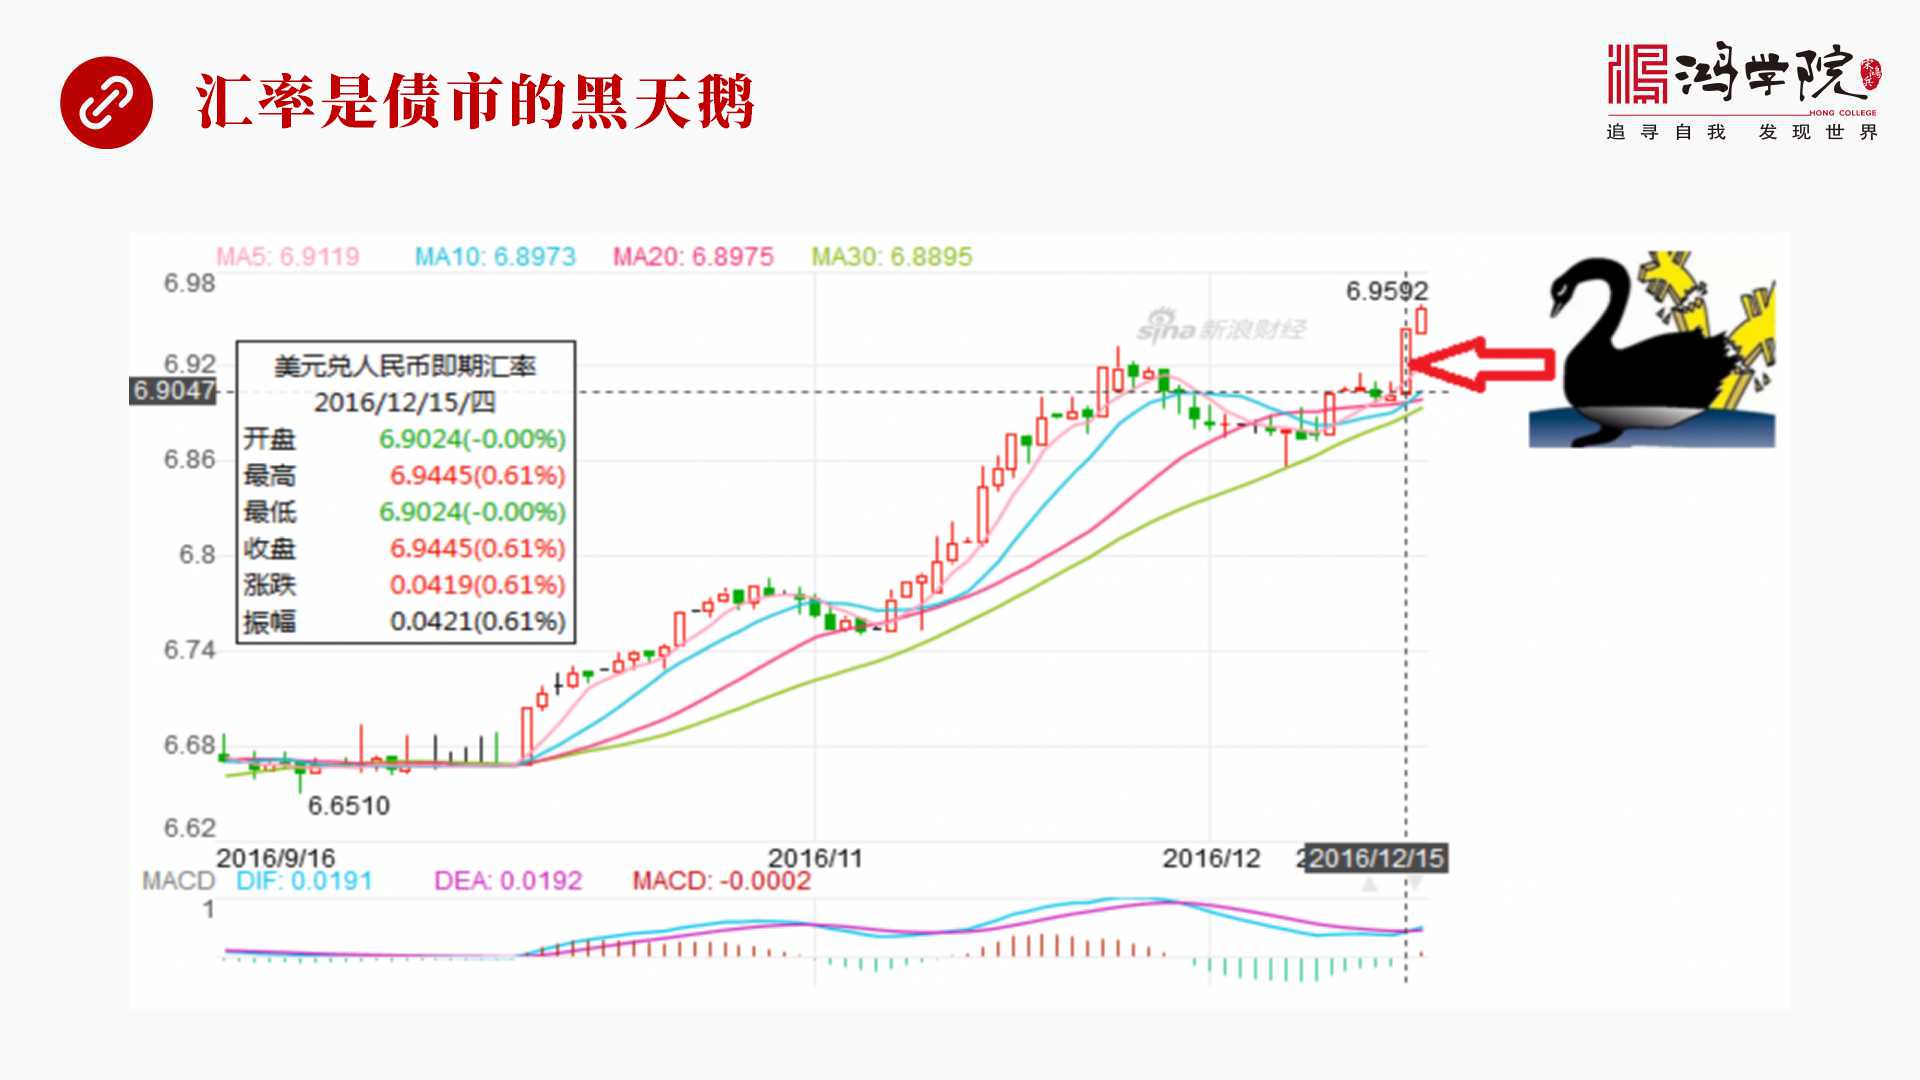 汇率是债市的黑天鹅
鸿学院
HONG COLLEGE
追寻自我 发现世界
MA5: 6.9119 MA10: 6.8973 MA20: 6.8975 MA30: 6.8895
6.98
6.9592
sina 新浪财经
美元兑人民币即期汇率
2016/12/15/四
开盘 6.9024(-0.00%)
最高 6.9445(0.61%)
最低 6.9024(-0.00%)
收盘 6.9445(0.61%)
涨跌 0.0419(0.61%)
振幅 0.0421(0.61%)
6.92
6.9047
6.86
6.8
6.74
6.68
6.6510
6.62
2016/9/16 2016/11 2016/12 2016/12/15
MACD DIF: 0.0191 DEA: 0.0192 MACD: -0.0002
1